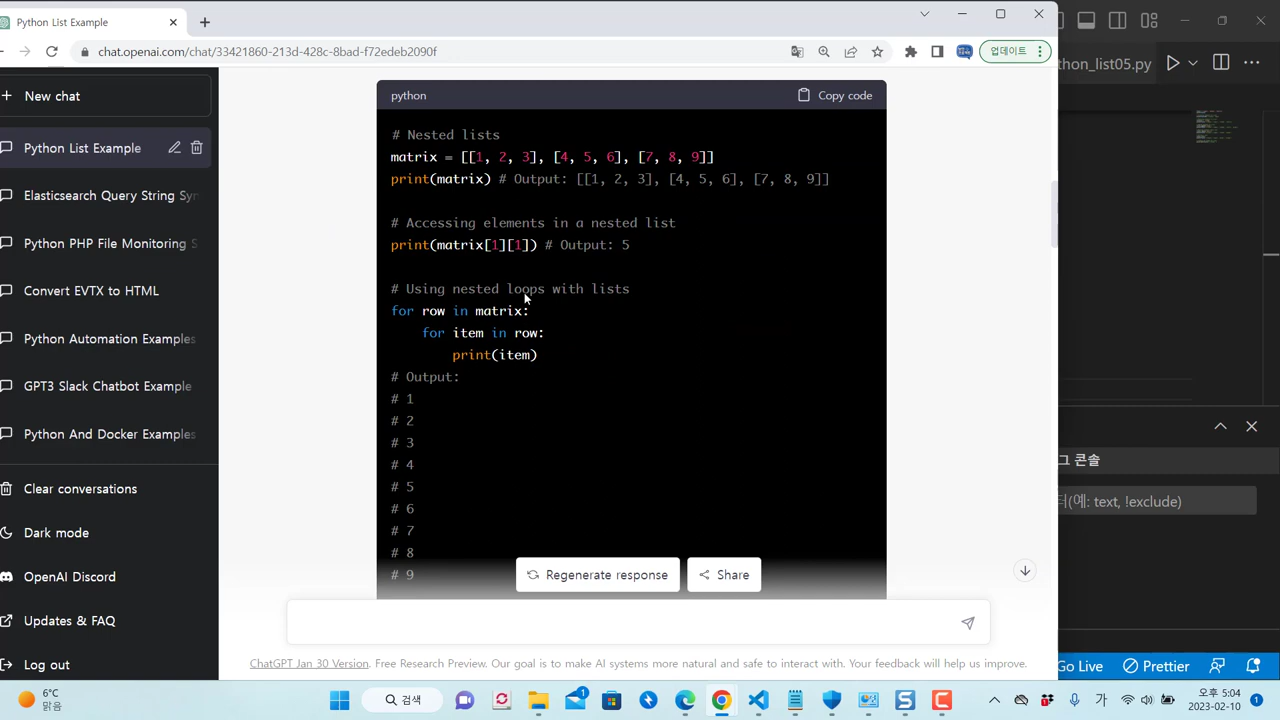 Python List Example
chat.openai.com/chat/33421860-213d-428c-8bad-f72edeb2090f
업데이트
thon_list05.py
New chat
Python List Example
Elasticsearch Query String Syn
Python PHP File Monitoring S
Convert EVTX to HTML
Python Automation Examples
GPT3 Slack Chatbot Example
Python And Docker Examples
Clear conversations
Dark mode
OpenAI Discord
Updates & FAQ
Log out
python
Copy code
# Nested lists
matrix = [[1, 2, 3], [4, 5, 6], [7, 8, 9]]
print(matrix) # Output: [[1, 2, 3], [4, 5, 6], [7, 8, 9]]
# Accessing elements in a nested list
print(matrix[1][1]) # Output: 5
# Using nested loops with lists
for row in matrix:
    for item in row:
        print(item)
# Output:
# 1
# 2
# 3
# 4
# 5
# 6
# 7
# 8
# 9
Regenerate response
Share
ChatGPT Jan 30 Version. Free Research Preview. Our goal is to make AI systems more natural and safe to interact with. Your feedback will help us improve.
그 콘솔
터(예: text, !exclude)
Go Live
Prettier
6°C
맑음
검색
1
가
오후 5:04
2023-02-10
1